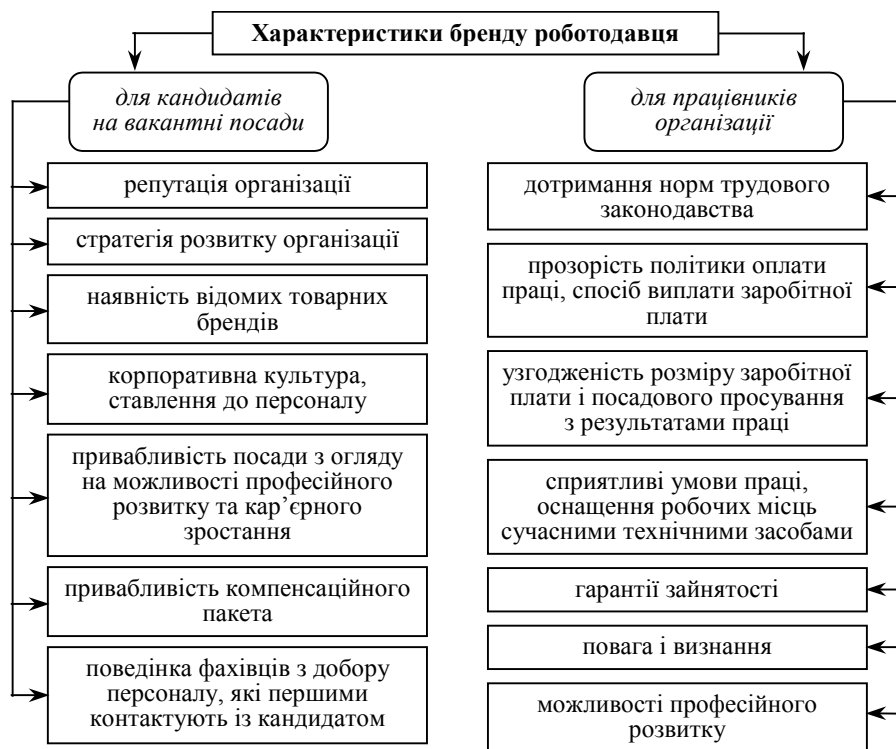 Характеристики бренду роботодавця
для кандидатів
на вакантні посади
репутація організації
стратегія розвитку організації
наявність відомих товарних
брендів
корпоративна культура,
ставлення до персоналу
привабливість посади з огляду
на можливості професійного
розвитку та кар’єрного
зростання
привабливість компенсаційного
пакета
поведінка фахівців з добору
персоналу, які першими
контактують із кандидатом
для працівників
організації
дотримання норм трудового
законодавства
прозорість політики оплати
праці, спосіб виплати заробітної
плати
узгодженість розміру заробітної
плати і посадового просування
з результатами праці
сприятливі умови праці,
оснащення робочих місць
сучасними технічними засобами
гарантії зайнятості
повага і визнання
можливості професійного
розвитку